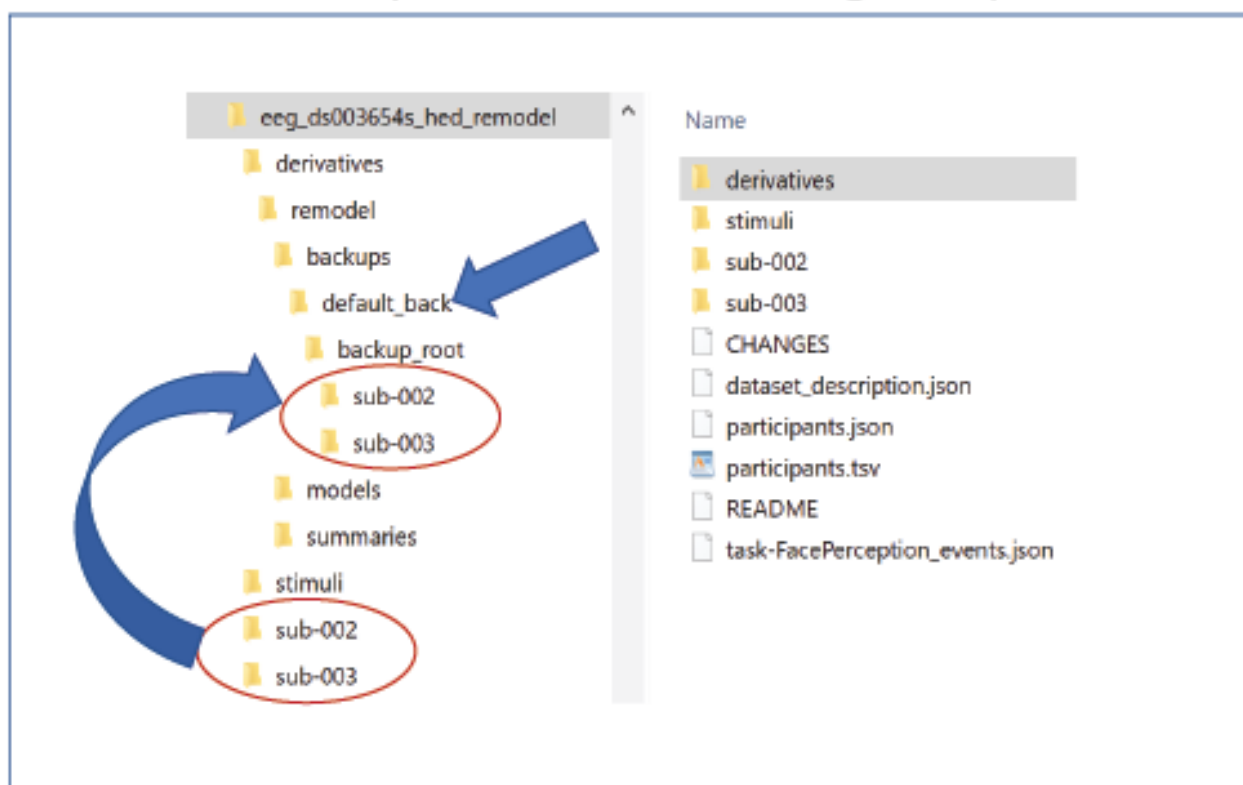 eeg_ds003654s_hed_remodel
derivatives
remodel
backups
default_back
backup_root
sub-002
sub-003
models
summaries
stimuli
sub-002
sub-003
Name
derivatives
stimuli
sub-002
sub-003
CHANGES
dataset_description.json
participants.json
participants.tsv
README
task-FacePerception_events.json